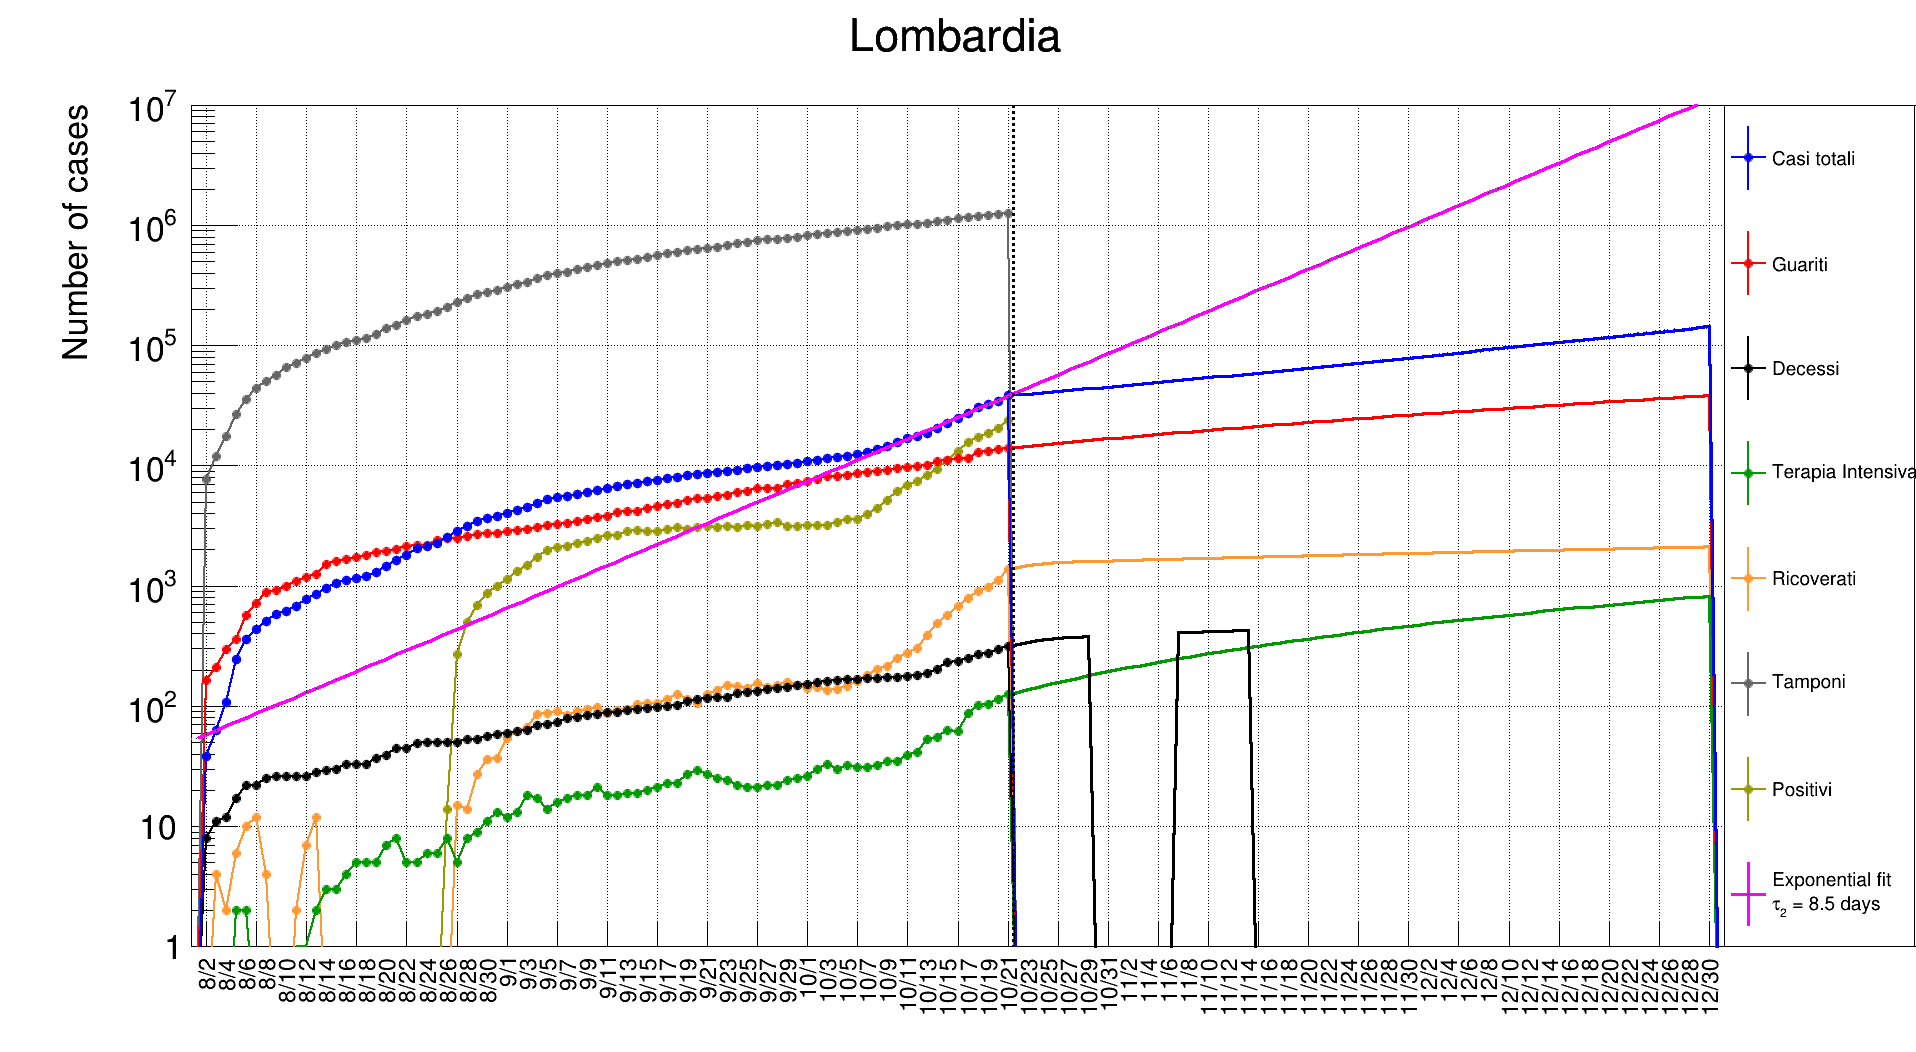 Lombardia
Number of cases
10^7
10^6
10^5
10^4
10^3
10^2
10
1
8/2 8/4 8/6 8/8 8/10 8/12 8/14 8/16 8/18 8/20 8/22 8/24 8/26 8/28 8/30 9/1 9/3 9/5 9/7 9/9 9/11 9/13 9/15 9/17 9/19 9/21 9/23 9/25 9/27 9/29 10/1 10/3 10/5 10/7 10/9 10/11 10/13 10/15 10/17 10/19 10/21 10/23 10/25 10/27 10/29 10/31 11/2 11/4 11/6 11/8 11/10 11/12 11/14 11/16 11/18 11/20 11/22 11/24 11/26 11/28 11/30 12/2 12/4 12/6 12/8 12/10 12/12 12/14 12/16 12/18 12/20 12/22 12/24 12/26 12/28 12/30
Casi totali
Guariti
Decessi
Terapia Intensiva
Ricoverati
Tamponi
Positivi
Exponential fit
τ₂ = 8.5 days